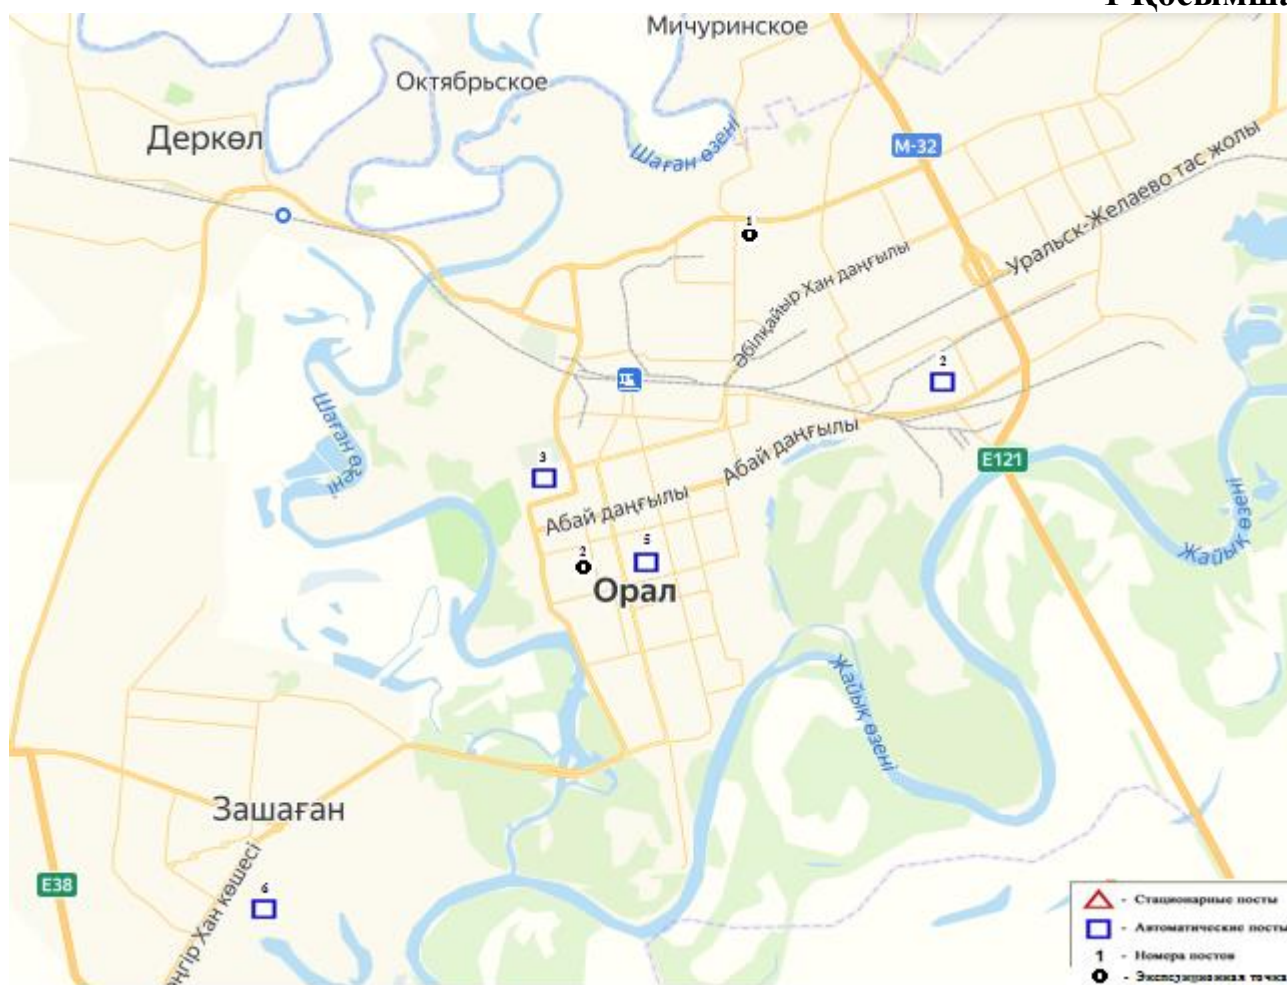 1 Қосымша
Мичуринское
Октябрьское
Деркөл
Шаған өзені
М-32
Уральск-Желаево тас жолы
1
Әбілқайыр Хан даңғылы
2
Шаған өзені
Абай даңғылы
E121
3
Абай даңғылы
Жайық өзені
2
5
Орал
Жайық өзені
Зашаған
E38
6
ңгір Хан көшесі
- Стационарные посты
- Автоматические посты
1 - Номера постов
- Экспедиционная точка